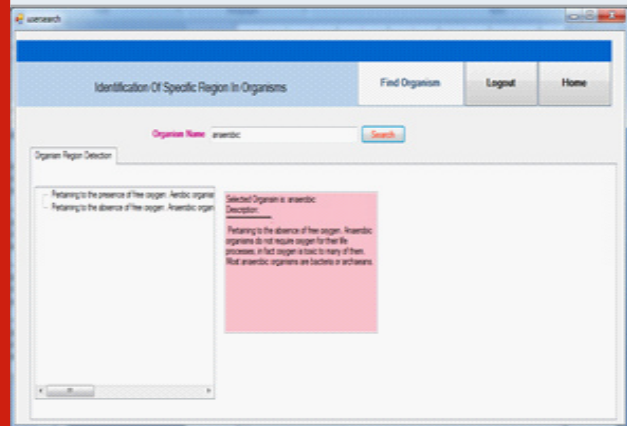 usersearch
Identification Of Specific Region In Organisms
Find Organism
Logout
Home
Organism Name
anaerobic
Search
Organism Region Detection
Pertaining to the presence of free oxygen. Aerobic organis
Pertaining to the absence of free oxygen. Anaerobic organ
Selected Organism is: anaerobic
Description:
Pertaining to the absence of free oxygen. Anaerobic
organisms do not require oxygen for their life
processes, in fact oxygen is toxic to many of them.
Most anaerobic organisms are bacteria or archaeans.